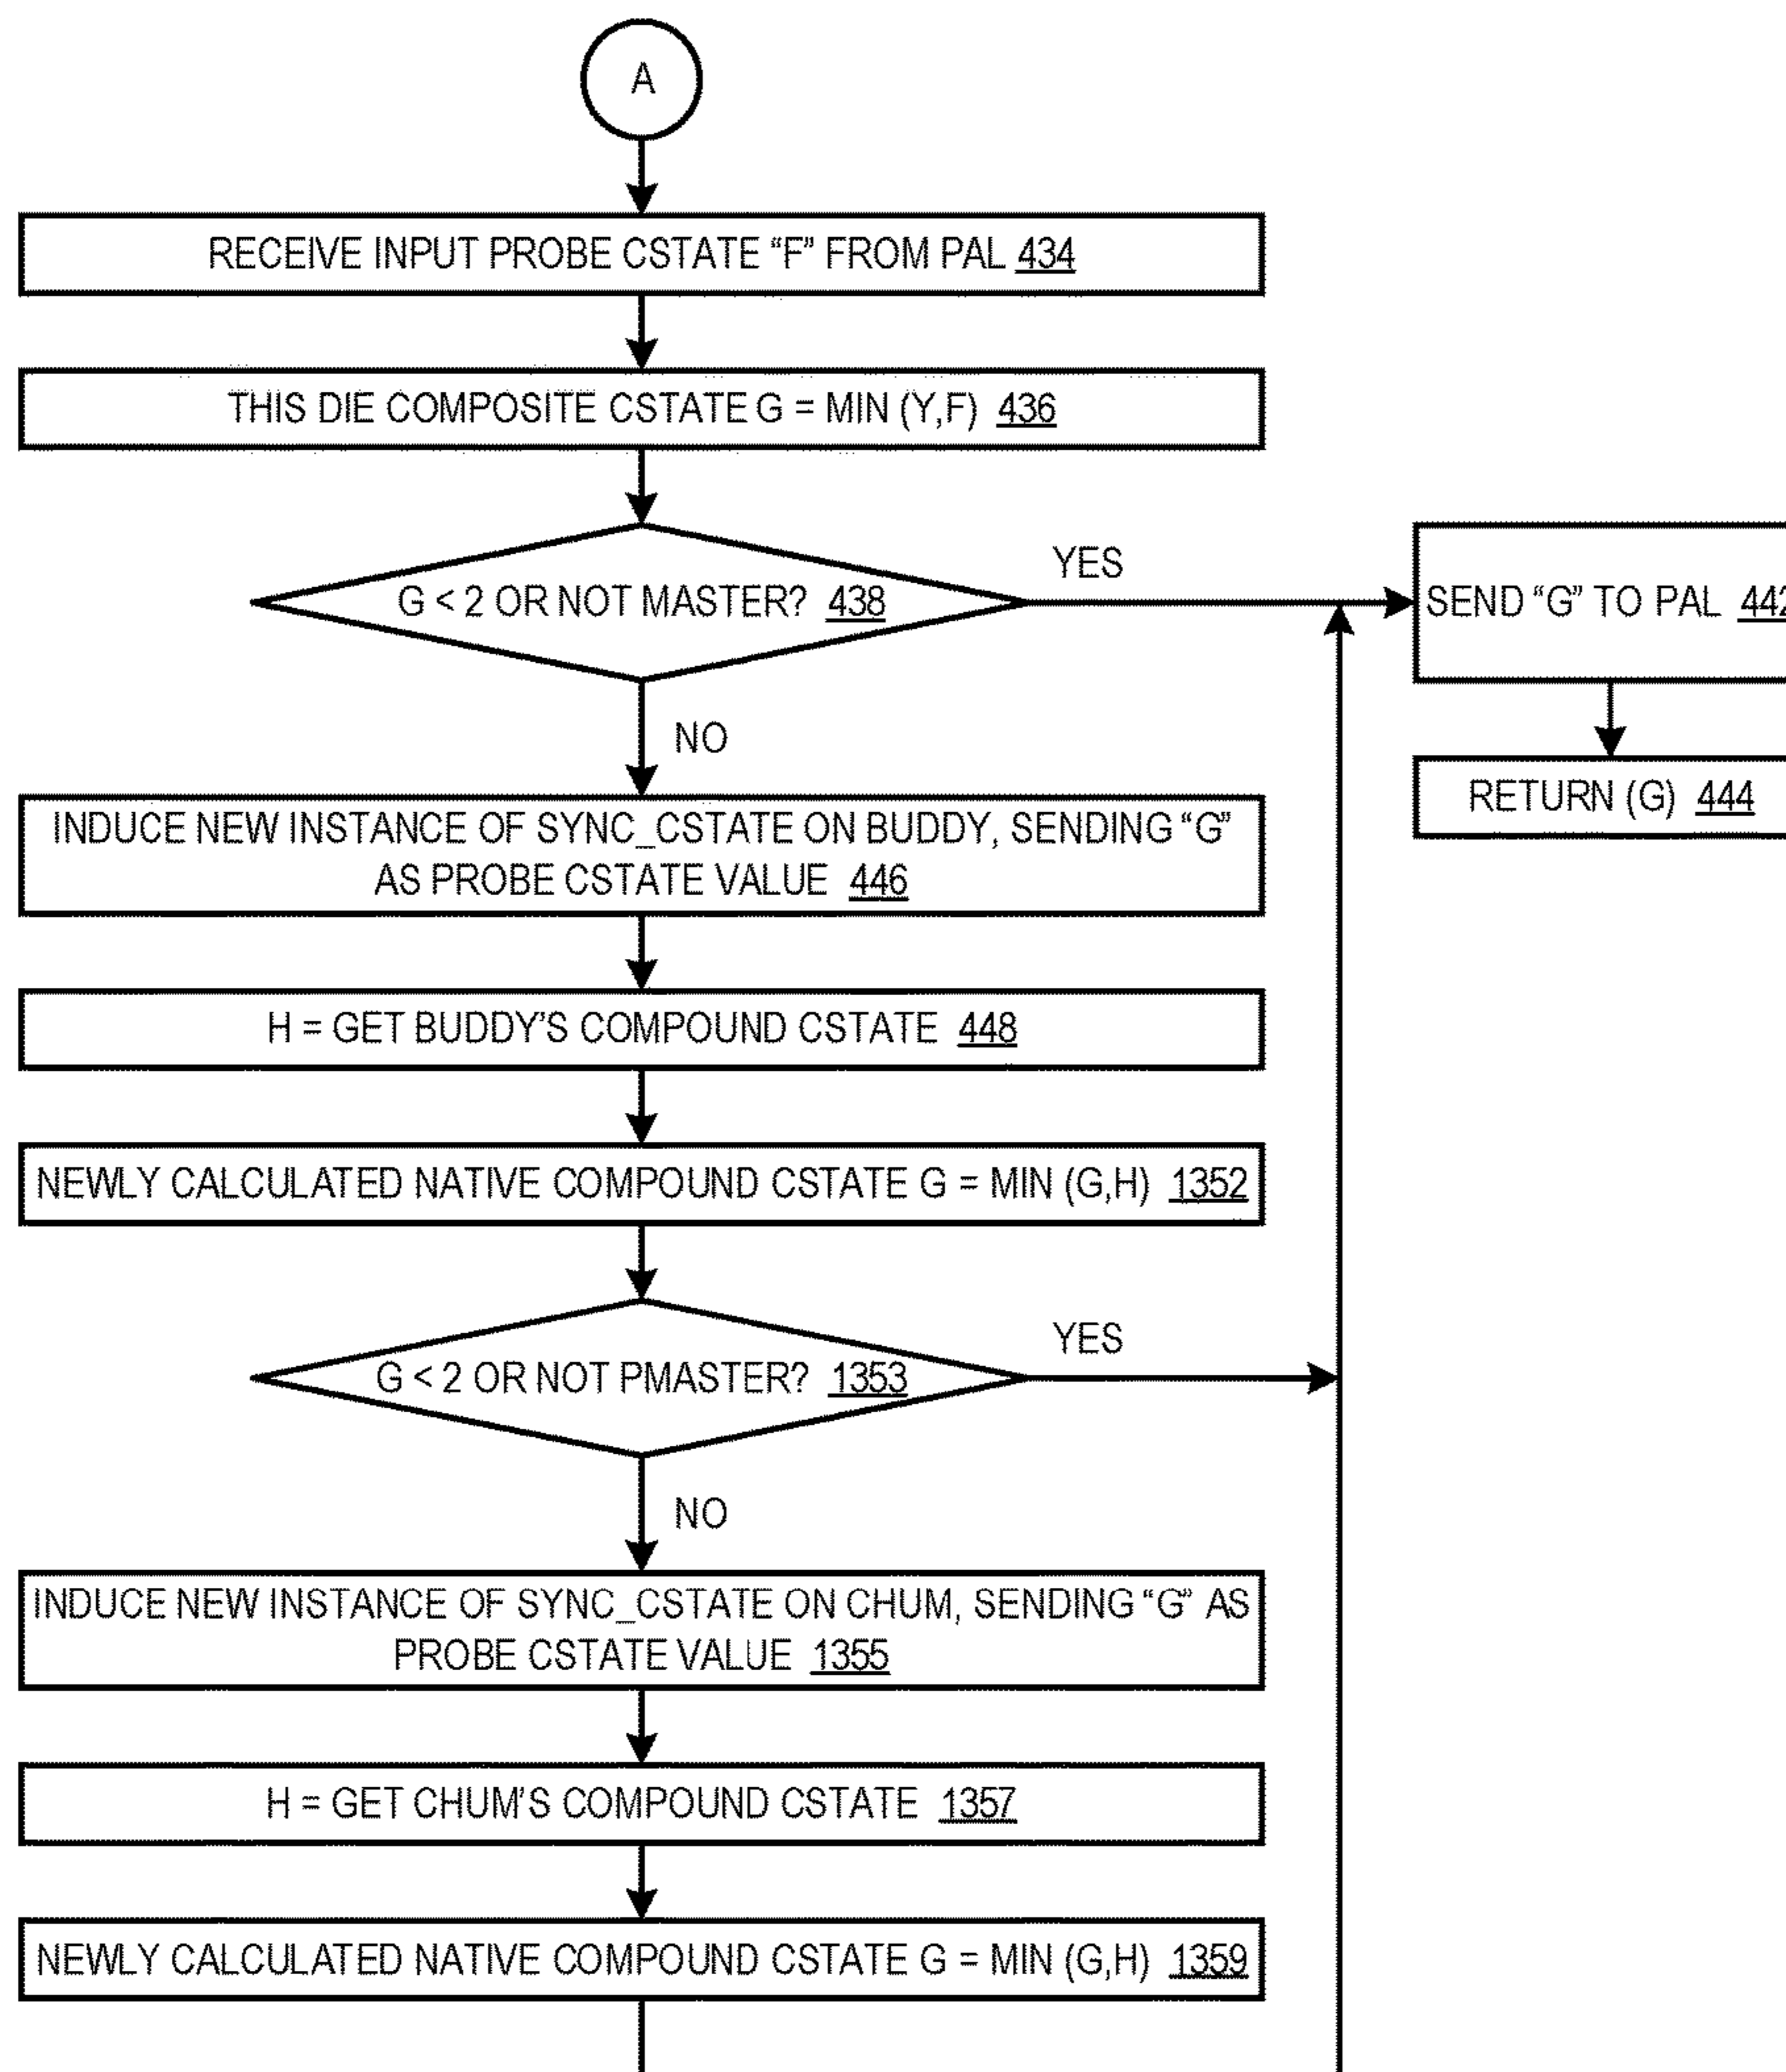 A
RECEIVE INPUT PROBE CSTATE “F” FROM PAL 434
THIS DIE COMPOSITE CSTATE G = MIN (Y,F) 436
G < 2 OR NOT MASTER? 438
YES
SEND “G” TO PAL 442
RETURN (G) 444
NO
INDUCE NEW INSTANCE OF SYNC_CSTATE ON BUDDY, SENDING “G”
AS PROBE CSTATE VALUE 446
H = GET BUDDY’S COMPOUND CSTATE 448
NEWLY CALCULATED NATIVE COMPOUND CSTATE G = MIN (G,H) 1352
G < 2 OR NOT PMASTER? 1353
YES
NO
INDUCE NEW INSTANCE OF SYNC_CSTATE ON CHUM, SENDING “G” AS
PROBE CSTATE VALUE 1355
H = GET CHUM’S COMPOUND CSTATE 1357
NEWLY CALCULATED NATIVE COMPOUND CSTATE G = MIN (G,H) 1359